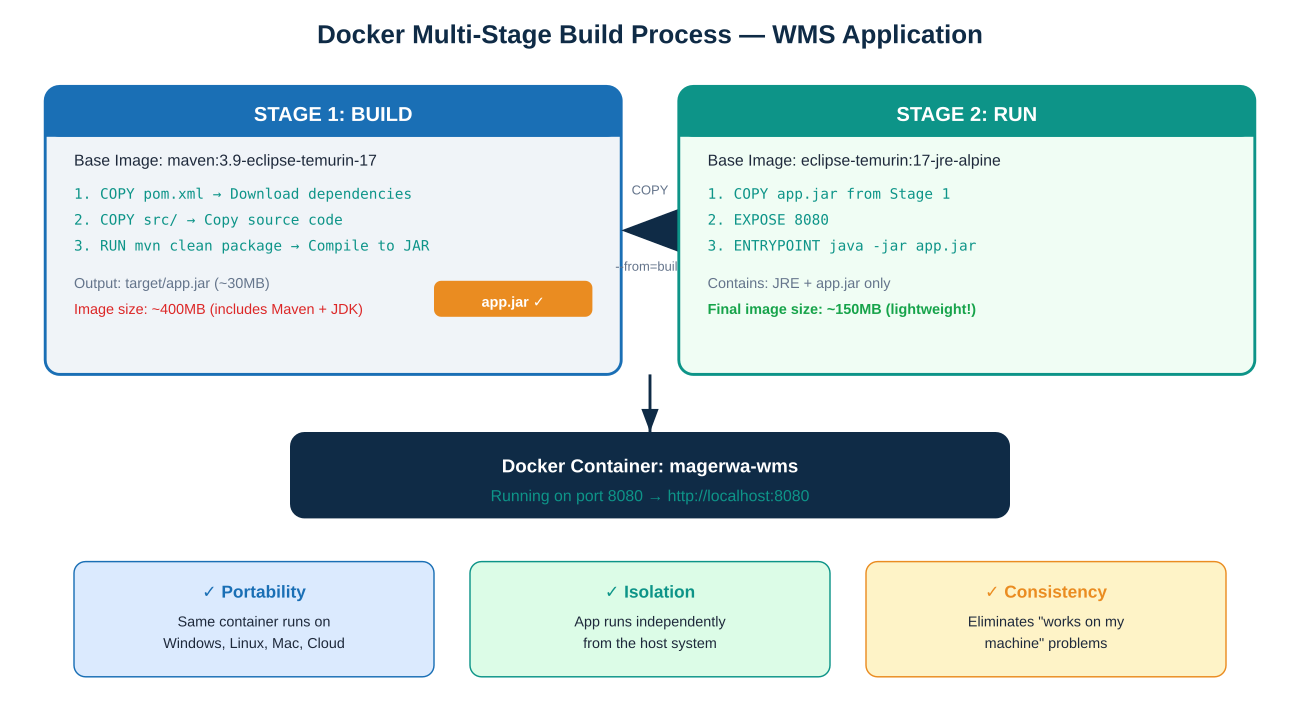 Docker Multi-Stage Build Process — WMS Application
STAGE 1: BUILD
Base Image: maven:3.9-eclipse-temurin-17
1. COPY pom.xml → Download dependencies
2. COPY src/ → Copy source code
3. RUN mvn clean package → Compile to JAR
Output: target/app.jar (~30MB)
Image size: ~400MB (includes Maven + JDK)
app.jar ✓
COPY
--from=buil
STAGE 2: RUN
Base Image: eclipse-temurin:17-jre-alpine
1. COPY app.jar from Stage 1
2. EXPOSE 8080
3. ENTRYPOINT java -jar app.jar
Contains: JRE + app.jar only
Final image size: ~150MB (lightweight!)
Docker Container: magerwa-wms
Running on port 8080 → http://localhost:8080
✓ Portability
Same container runs on
Windows, Linux, Mac, Cloud
✓ Isolation
App runs independently
from the host system
✓ Consistency
Eliminates "works on my
machine" problems